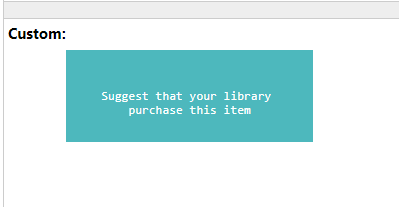 Custom:
Suggest that your library
purchase this item